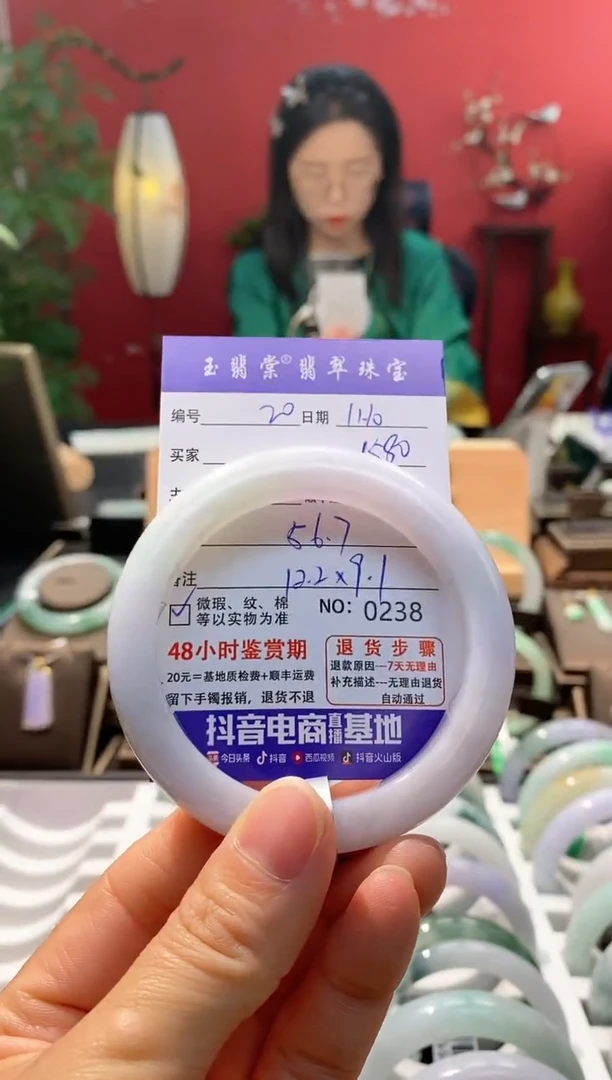 玉翡棠®翡翠珠宝
编号 20 日期 11.10
买家 1580
56.7
备注 12.2×9.1
微瑕、纹、棉
等以实物为准
NO: 0238
48小时鉴赏期
20元=基地质检费+顺丰运费
留下手镯报销，退货不退
退货步骤
退款原因---7天无理由
补充描述---无理由退货
自动通过
抖音电商直播基地
今日头条 抖音 西瓜视频 抖音火山版